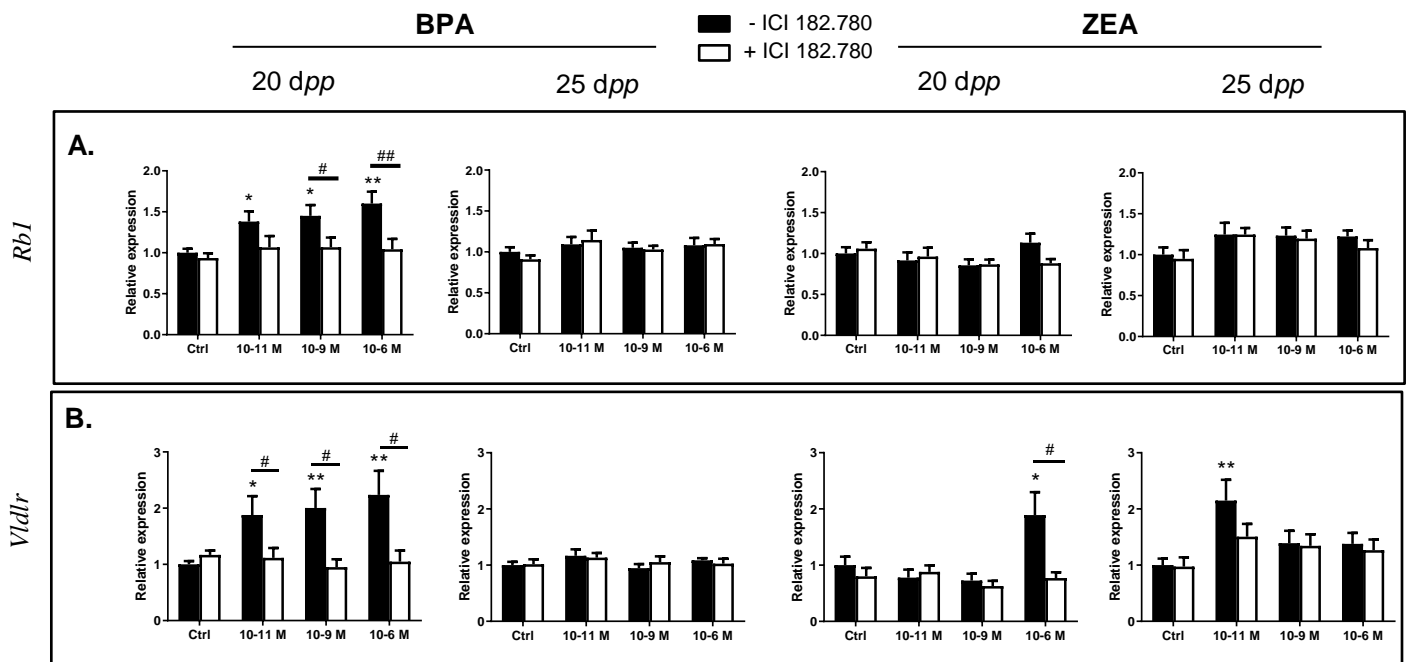 BPA
- ICI 182.780
+ ICI 182.780
ZEA
20 dpp
25 dpp
20 dpp
25 dpp
A.
Rb1
Relative expression
2.0
1.5
1.0
0.5
0.0
*
*
#
**
##
Ctrl
10-11 M
10-9 M
10-6 M
Relative expression
2.0
1.5
1.0
0.5
0.0
Ctrl
10-11 M
10-9 M
10-6 M
Relative expression
2.0
1.5
1.0
0.5
0.0
Ctrl
10-11 M
10-9 M
10-6 M
Relative expression
2.0
1.5
1.0
0.5
0.0
Ctrl
10-11 M
10-9 M
10-6 M
B.
Vldlr
Relative expression
3
2
1
0
*
#
**
#
**
#
Ctrl
10-11 M
10-9 M
10-6 M
Relative expression
3
2
1
0
Ctrl
10-11 M
10-9 M
10-6 M
Relative expression
3
2
1
0
*
#
Ctrl
10-11 M
10-9 M
10-6 M
Relative expression
3
2
1
0
**
Ctrl
10-11 M
10-9 M
10-6 M